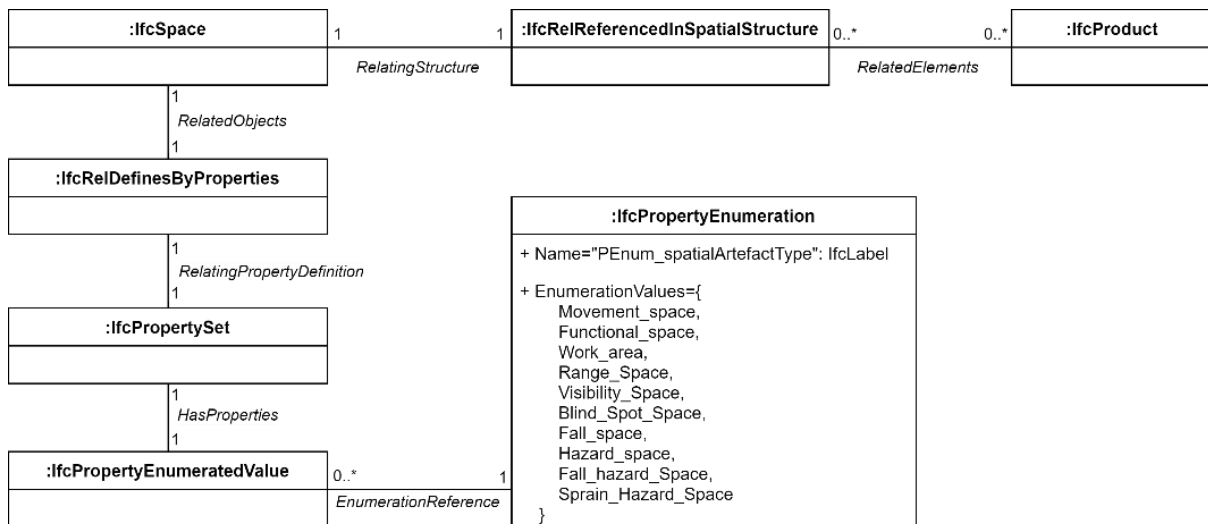 :IfcSpace
1
1
RelatingStructure
:IfcRelReferencedInSpatialStructure
0..*
0..*
RelatedElements
:IfcProduct
1
RelatedObjects
1
:IfcRelDefinesByProperties
1
RelatingPropertyDefinition
1
:IfcPropertySet
1
HasProperties
1
:IfcPropertyEnumeratedValue
0..*
1
EnumerationReference
:IfcPropertyEnumeration
+ Name="PEnum_spatialArtefactType": IfcLabel
+ EnumerationValues={
Movement_space,
Functional_space,
Work_area,
Range_Space,
Visibility_Space,
Blind_Spot_Space,
Fall_space,
Hazard_space,
Fall_hazard_Space,
Sprain_Hazard_Space
}